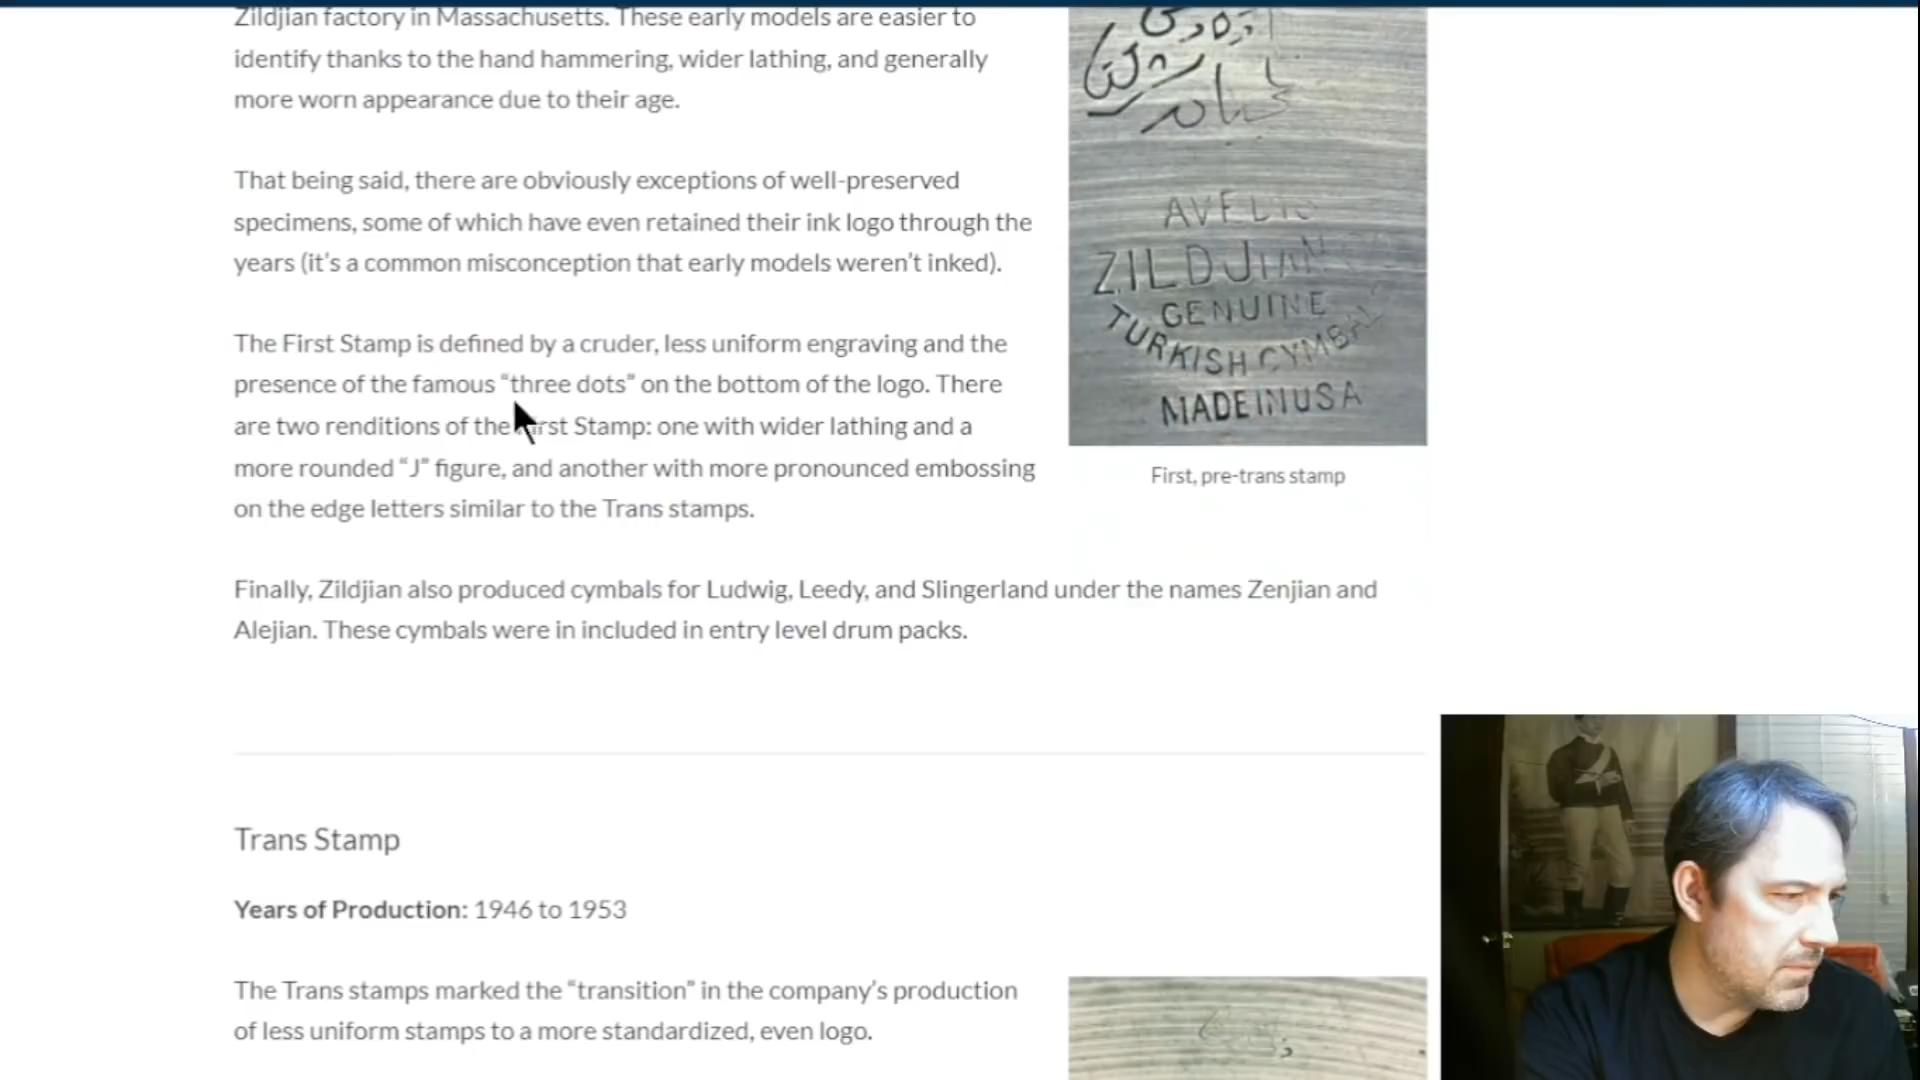 Zildjian factory in Massachusetts. These early models are easier to
identify thanks to the hand hammering, wider lathing, and generally
more worn appearance due to their age.
That being said, there are obviously exceptions of well-preserved
specimens, some of which have even retained their ink logo through the
years (it's a common misconception that early models weren't inked).
The First Stamp is defined by a cruder, less uniform engraving and the
presence of the famous “three dots” on the bottom of the logo. There
are two renditions of the First Stamp: one with wider lathing and a
more rounded “J” figure, and another with more pronounced embossing
on the edge letters similar to the Trans stamps.
AVEDIS
ZILDJIAN
GENUINE
TURKISH CYMBAL
MADE IN USA
First, pre-trans stamp
Finally, Zildjian also produced cymbals for Ludwig, Leedy, and Slingerland under the names Zenjian and
Alejian. These cymbals were in included in entry level drum packs.
Trans Stamp
Years of Production: 1946 to 1953
The Trans stamps marked the “transition” in the company's production
of less uniform stamps to a more standardized, even logo.